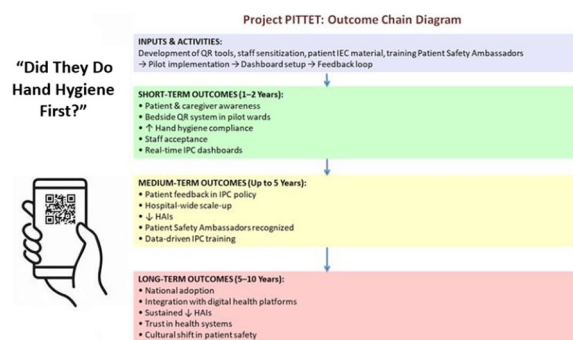 Project PITTET: Outcome Chain Diagram
“Did They Do
Hand Hygiene
First?”
INPUTS & ACTIVITIES:
Development of QR tools, staff sensitization, patient IEC material, training Patient Safety Ambassadors
→ Pilot implementation → Dashboard setup → Feedback loop
SHORT-TERM OUTCOMES (1–2 Years):
• Patient & caregiver awareness
• Bedside QR system in pilot wards
• ↑ Hand hygiene compliance
• Staff acceptance
• Real-time IPC dashboards
MEDIUM-TERM OUTCOMES (Up to 5 Years):
• Patient feedback in IPC policy
• Hospital-wide scale-up
• ↓ HAIs
• Patient Safety Ambassadors recognized
• Data-driven IPC training
LONG-TERM OUTCOMES (5–10 Years):
• National adoption
• Integration with digital health platforms
• Sustained ↓ HAIs
• Trust in health systems
• Cultural shift in patient safety